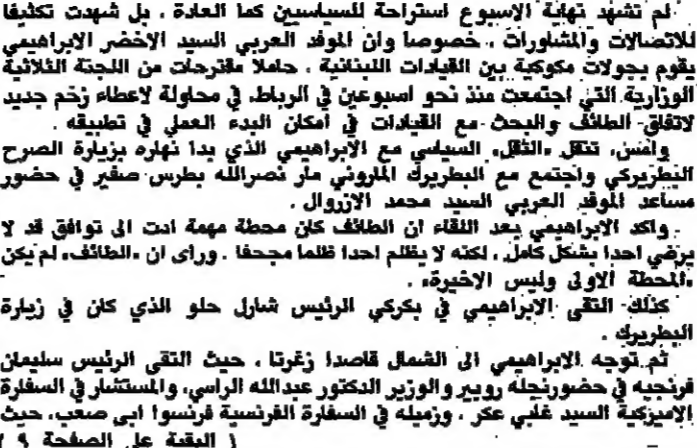 لم تشهد نهاية الاسبوع استراحة للسياسيين كما العادة ، بل شهدت تكثيفا
للاتصالات والمشاورات ، خصوصا وان الموفد العربي السيد الاخضر الابراهيمي
يقوم بجولات مكوكية بين القيادات اللبنانية ، حاملا مقترحات من اللجنة الثلاثية
الوزارية التي اجتمعت منذ نحو اسبوعين في الرباط، في محاولة لاعطاء زخم جديد
لاتفاق الطائف والبحث مع القيادات في امكان البدء العملي في تطبيقه .
وامس، تنقل «الثقل» السياسي مع الابراهيمي الذي بدا نهاره بزيارة الصرح
البطريركي واجتمع مع البطريرك الماروني مار نصرالله بطرس صفير في حضور
مساعد الموفد العربي السيد محمد الازروال .
واكد الابراهيمي بعد اللقاء ان الطائف كان محطة مهمة ادت الى توافق قد لا
يرضي احدا بشكل كامل ، لكنه لا يظلم احدا ظلما مجحفا . وراى ان «الطائف» لم يكن
«المحطة الاولى وليس الاخيرة» .
كذلك التقى الابراهيمي في بكركي الرئيس شارل حلو الذي كان في زيارة
البطريرك .
ثم توجه الابراهيمي الى الشمال قاصدا زغرتا ، حيث التقى الرئيس سليمان
فرنجيه في حضور نجله روبير والوزير الدكتور عبدالله الراسي، والمستشار في السفارة
الاميركية السيد غلبي عكر ، وزميله في السفارة الفرنسية فرنسوا ابي صعب، حيث
( البقية على الصفحة ٩ )